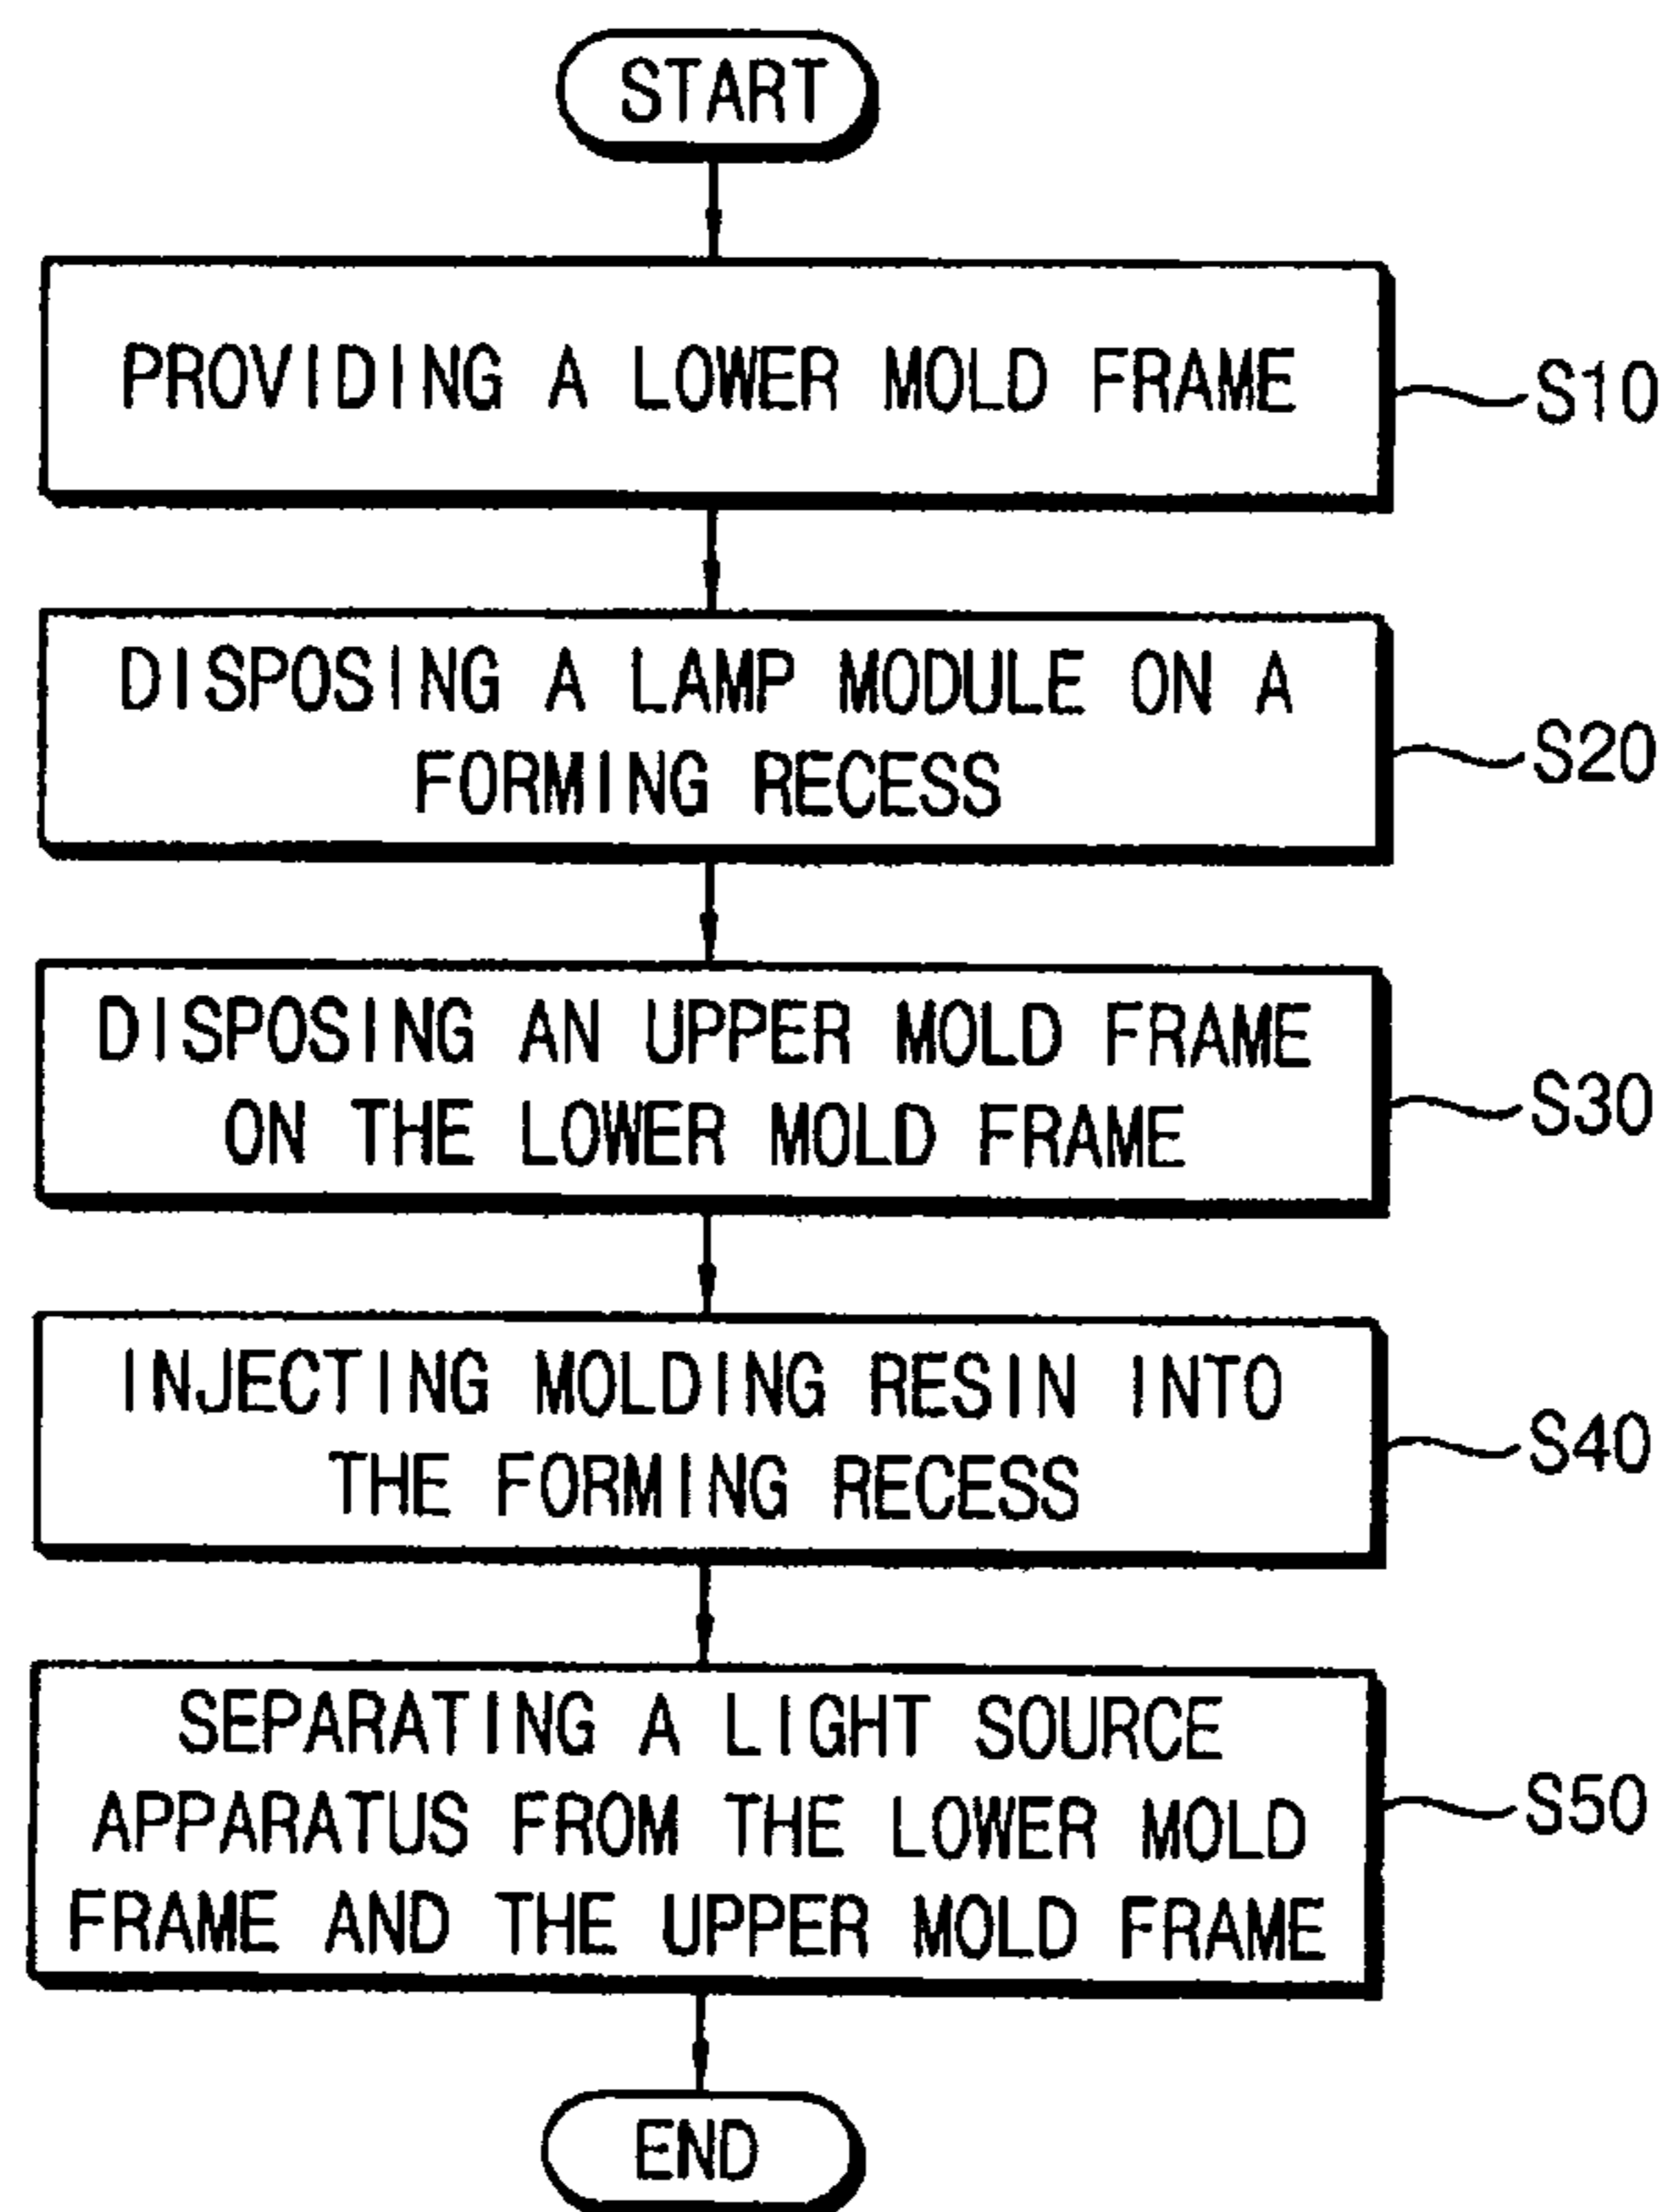 START
PROVIDING A LOWER MOLD FRAME
S10
DISPOSING A LAMP MODULE ON A
FORMING RECESS
S20
DISPOSING AN UPPER MOLD FRAME
ON THE LOWER MOLD FRAME
S30
INJECTING MOLDING RESIN INTO
THE FORMING RECESS
S40
SEPARATING A LIGHT SOURCE
APPARATUS FROM THE LOWER MOLD
FRAME AND THE UPPER MOLD FRAME
S50
END